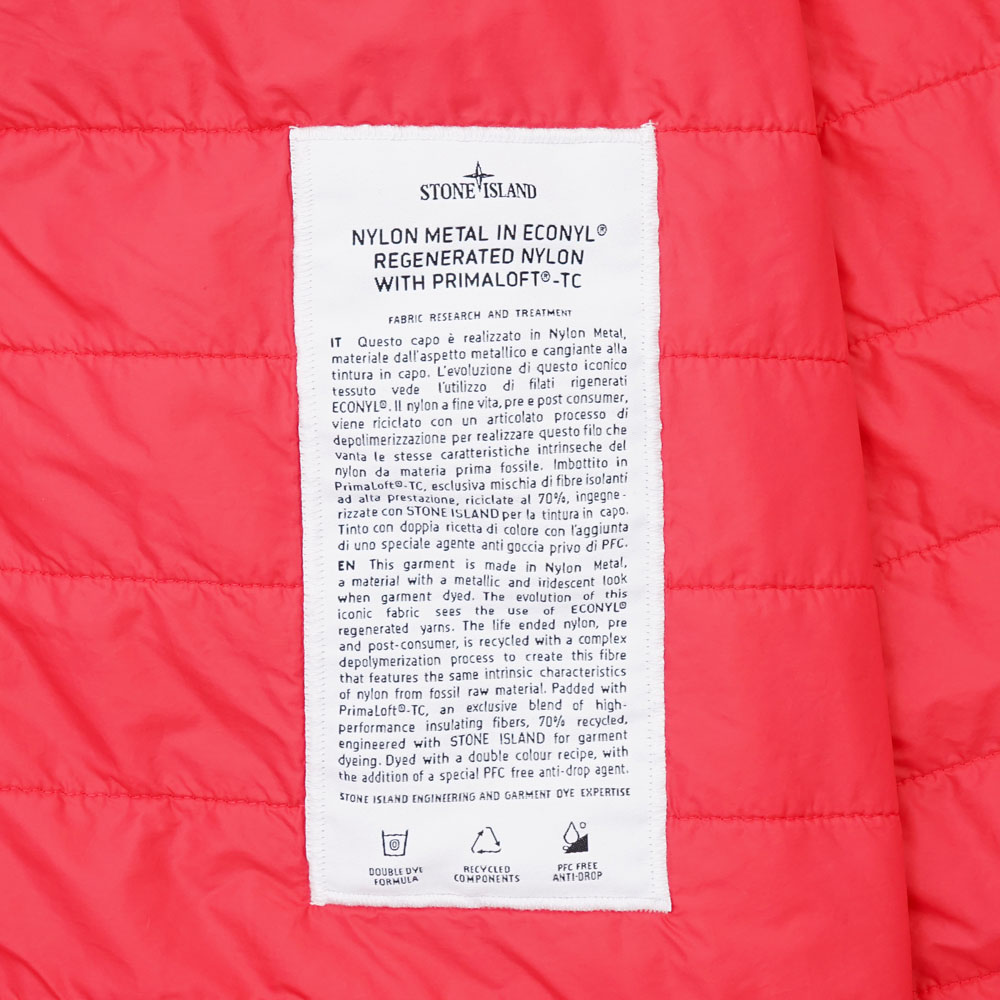 STONE ISLAND
NYLON METAL IN ECONYL®
REGENERATED NYLON
WITH PRIMALOFT®-TC
FABRIC RESEARCH AND TREATMENT
IT Questo capo è realizzato in Nylon Metal,
materiale dall'aspetto metallico e cangiante alla
tintura in capo. L'evoluzione di questo iconico
tessuto vede l'utilizzo di filati rigenerati
ECONYL®. Il nylon a fine vita, pre e post consumer,
viene riciclato con un articolato processo di
depolimerizzazione per realizzare questo filo che
vanta le stesse caratteristiche intrinseche del
nylon da materia prima fossile. Imbottito in
PrimaLoft®-TC, esclusiva mischia di fibre isolanti
ad alta prestazione, riciclate al 70%, ingegne-
rizzate con STONE ISLAND per la tintura in capo.
Tinto con doppia ricetta di colore con l'aggiunta
di uno speciale agente anti goccia privo di PFC.
EN This garment is made in Nylon Metal,
a material with a metallic and iridescent look
when garment dyed. The evolution of this
iconic fabric sees the use of ECONYL®
regenerated yarns. The life ended nylon, pre
and post-consumer, is recycled with a complex
depolymerization process to create this fibre
that features the same intrinsic characteristics
of nylon from fossil raw material. Padded with
PrimaLoft®-TC, an exclusive blend of high-
performance insulating fibers, 70% recycled,
engineered with STONE ISLAND for garment
dyeing. Dyed with a double colour recipe, with
the addition of a special PFC free anti-drop agent.
STONE ISLAND ENGINEERING AND GARMENT DYE EXPERTISE
DOUBLE DYE
FORMULA
RECYCLED
COMPONENTS
PFC FREE
ANTI-DROP